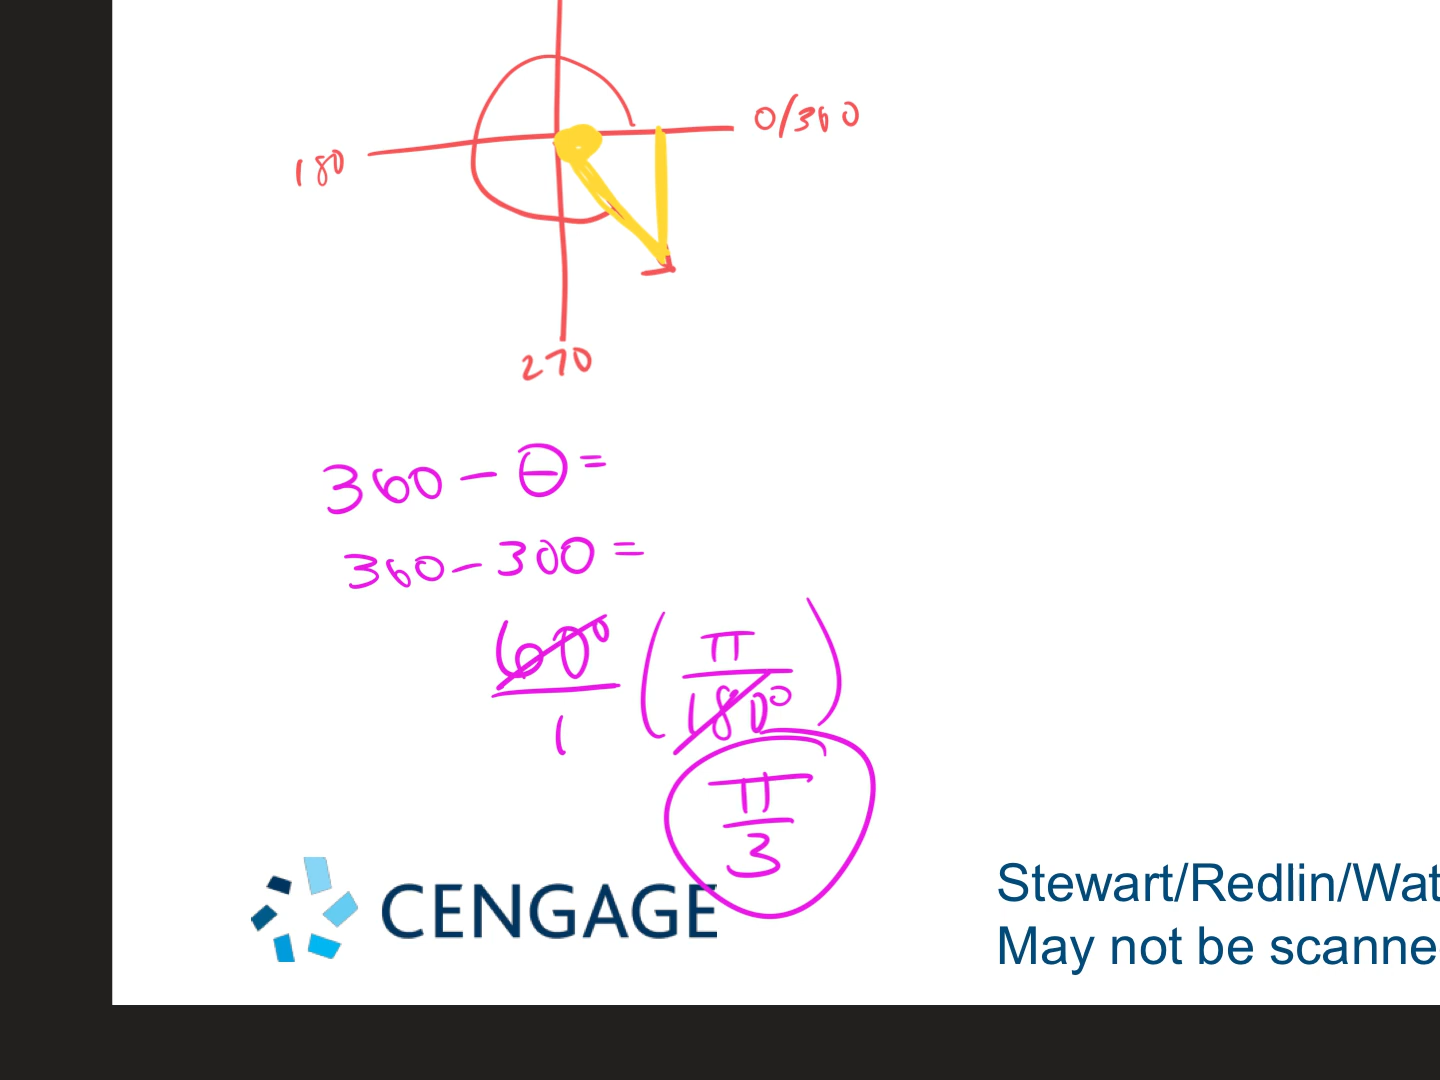 0/360
180
270
360 - θ =
360 - 300 =
60° ( π
1 180° )
π
3
CENGAGE
Stewart/Redlin/Wat
May not be scanne